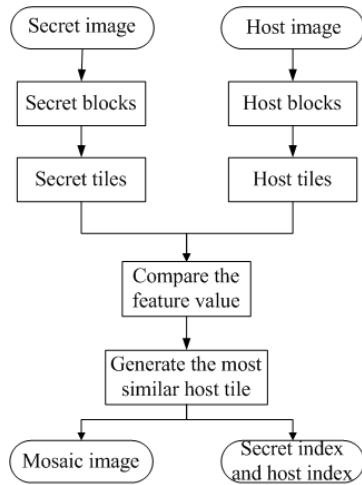 Secret image
Host image
Secret blocks
Host blocks
Secret tiles
Host tiles
Compare the
feature value
Generate the most
similar host tile
Mosaic image
Secret index
and host index